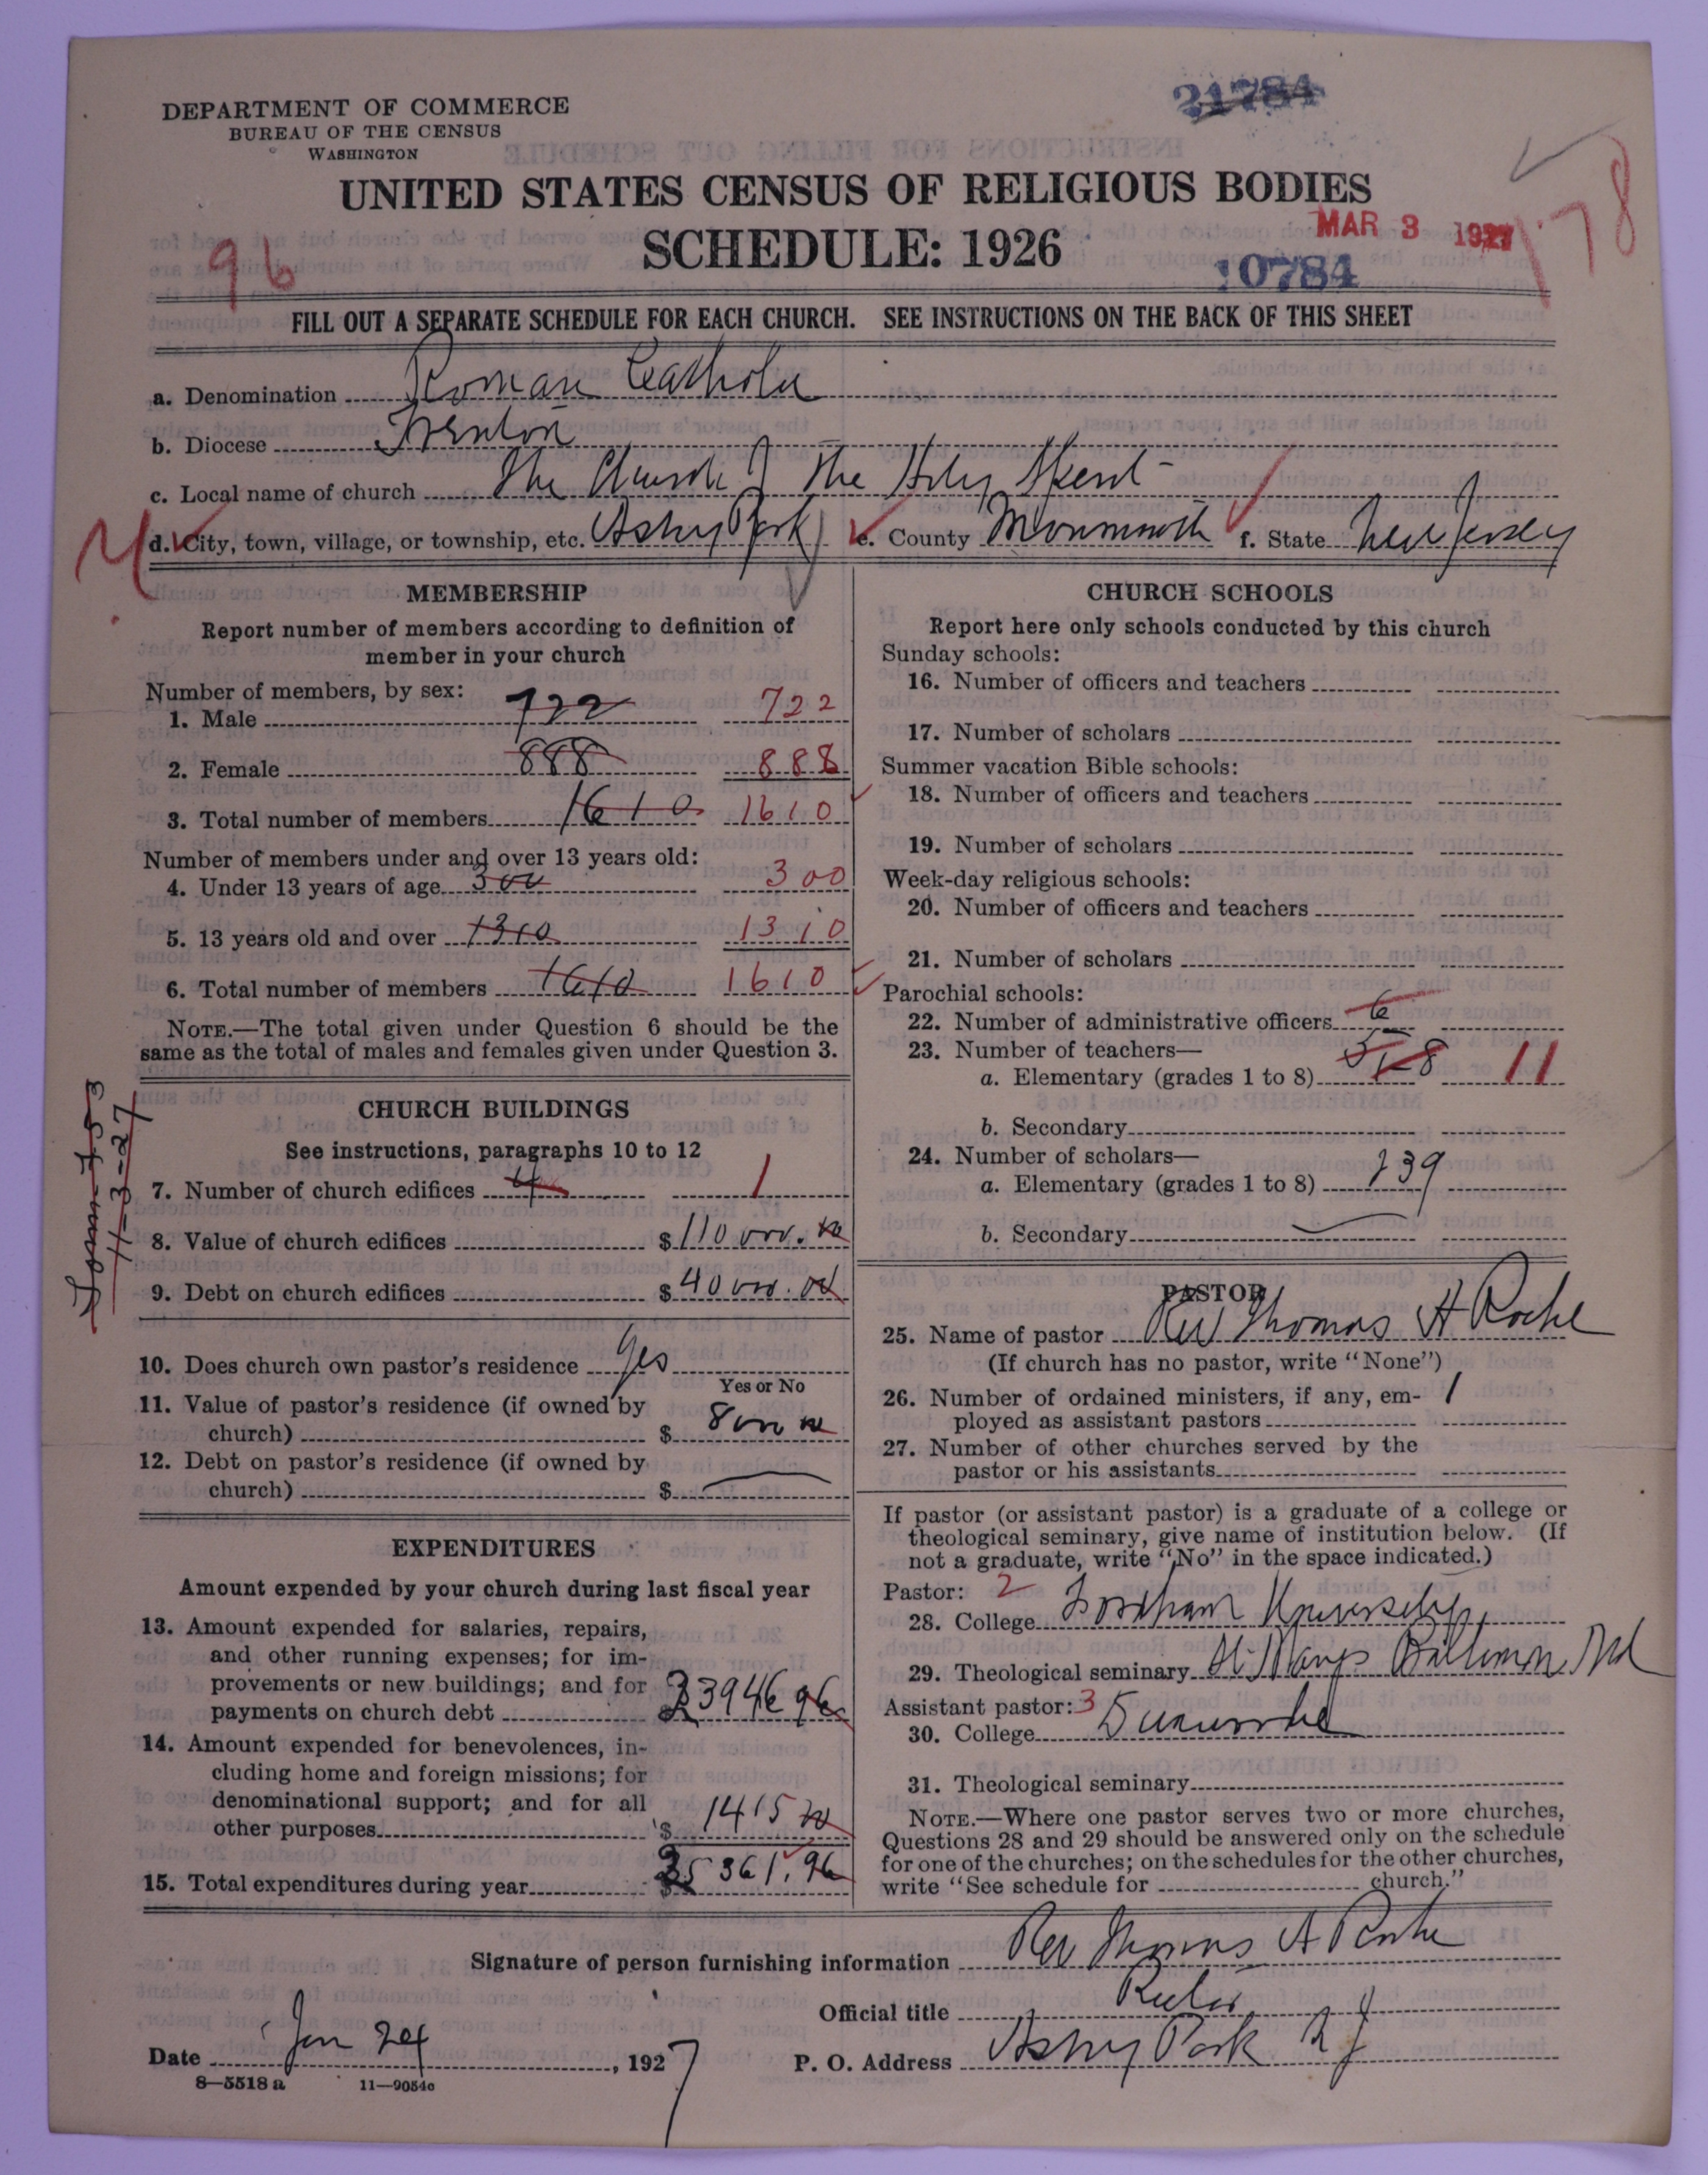 21784
DEPARTMENT OF COMMERCE
BUREAU OF THE CENSUS
WASHINGTON
UNITED STATES CENSUS OF RELIGIOUS BODIES
SCHEDULE: 1926
MAR 3 1927
178
96
10784
FILL OUT A SEPARATE SCHEDULE FOR EACH CHURCH. SEE INSTRUCTIONS ON THE BACK OF THIS SHEET
a. Denomination Roman Catholic
b. Diocese Trenton
c. Local name of church The Church of The Holy Spirit
d. City, town, village, or township, etc. Asbury Park e. County Monmouth f. State New Jersey
MEMBERSHIP
Report number of members according to definition of
member in your church
Number of members, by sex:
1. Male 722 722
2. Female 888 888
3. Total number of members 1610 1610
Number of members under and over 13 years old:
4. Under 13 years of age 300 300
5. 13 years old and over 1310 1310
6. Total number of members 1610 1610
NOTE.—The total given under Question 6 should be the
same as the total of males and females given under Question 3.
CHURCH BUILDINGS
See instructions, paragraphs 10 to 12
7. Number of church edifices 4 1
8. Value of church edifices $110 000.00
9. Debt on church edifices $40 000.00
10. Does church own pastor's residence Yes
Yes or No
11. Value of pastor's residence (if owned by
church) $ 8000 00
12. Debt on pastor's residence (if owned by
church) $
EXPENDITURES
Amount expended by your church during last fiscal year
13. Amount expended for salaries, repairs,
and other running expenses; for im-
provements or new buildings; and for
payments on church debt 33946 96
14. Amount expended for benevolences, in-
cluding home and foreign missions; for
denominational support; and for all
other purposes $ 1415 00
15. Total expenditures during year 35 361.96
CHURCH SCHOOLS
Report here only schools conducted by this church
Sunday schools:
16. Number of officers and teachers
17. Number of scholars
Summer vacation Bible schools:
18. Number of officers and teachers
19. Number of scholars
Week-day religious schools:
20. Number of officers and teachers
21. Number of scholars
Parochial schools:
22. Number of administrative officers 6
23. Number of teachers—
a. Elementary (grades 1 to 8) 8 11
b. Secondary
24. Number of scholars—
a. Elementary (grades 1 to 8) 239
b. Secondary
PASTOR
25. Name of pastor Rev Thomas A Roche
(If church has no pastor, write "None")
26. Number of ordained ministers, if any, em- 1
ployed as assistant pastors
27. Number of other churches served by the
pastor or his assistants
If pastor (or assistant pastor) is a graduate of a college or
theological seminary, give name of institution below. (If
not a graduate, write "No" in the space indicated.)
Pastor: 2
28. College Fordham University
29. Theological seminary St. Marys Baltimore Md
Assistant pastor: 3
30. College
31. Theological seminary
NOTE.—Where one pastor serves two or more churches,
Questions 28 and 29 should be answered only on the schedule
for one of the churches; on the schedules for the other churches,
write "See schedule for church."
Signature of person furnishing information Rev Thomas A Roche
Official title Rector
Date Jan 24, 1927 P. O. Address Asbury Park N J
8—5518 a 11—9054c